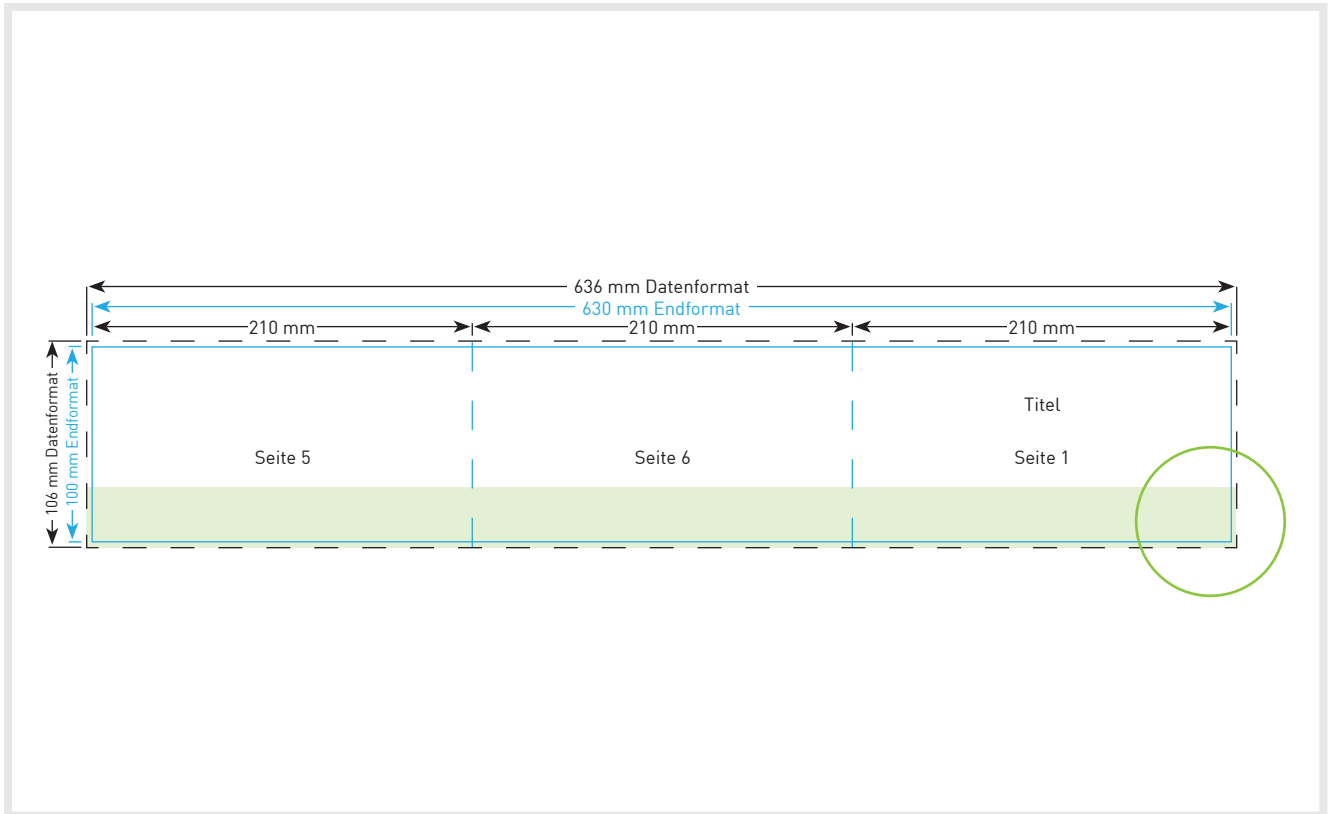 636 mm Datenformat
630 mm Endformat
210 mm
210 mm
210 mm
106 mm Datenformat
100 mm Endformat
Titel
Seite 5
Seite 6
Seite 1